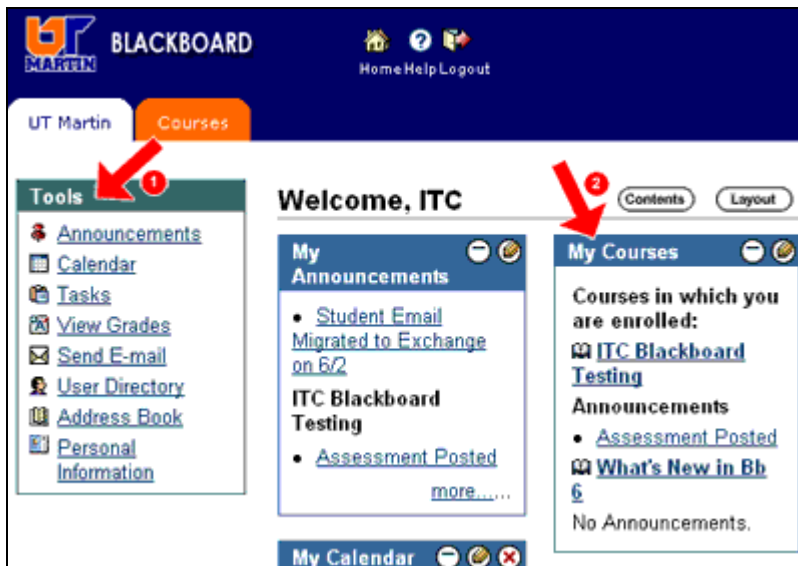 UT
MARTIN
BLACKBOARD
Home Help Logout
UT Martin
Courses
1
Tools
Announcements
Calendar
Tasks
View Grades
Send E-mail
User Directory
Address Book
Personal
Information
Welcome, ITC
2
Contents
Layout
My
Announcements
• Student Email
Migrated to Exchange
on 6/2
ITC Blackboard
Testing
• Assessment Posted
more......
My Calendar
My Courses
Courses in which you
are enrolled:
ITC Blackboard
Testing
Announcements
• Assessment Posted
What's New in Bb
6
No Announcements.